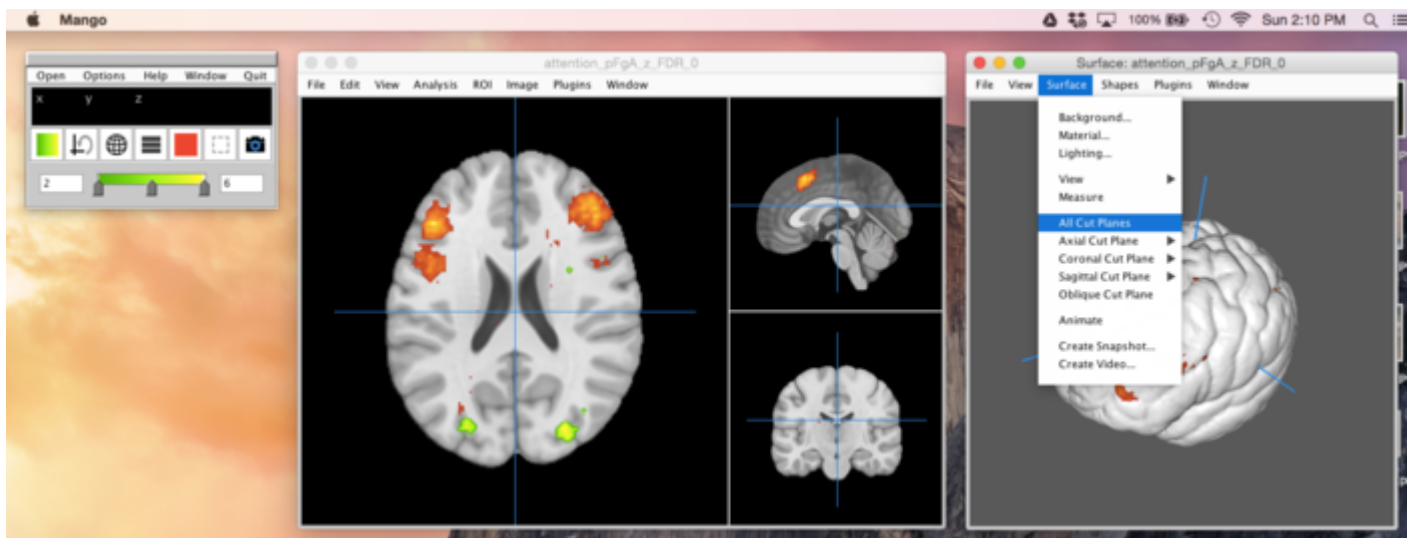 Mango 100% Sun 2:10 PM
Open Options Help Window Quit
x y z
2 6
attention_pFgA_z_FDR_0
File Edit View Analysis ROI Image Plugins Window
Surface: attention_pFgA_z_FDR_0
File View Surface Shapes Plugins Window
Background...
Material...
Lighting...
View
Measure
All Cut Planes
Axial Cut Plane
Coronal Cut Plane
Sagittal Cut Plane
Oblique Cut Plane
Animate
Create Snapshot...
Create Video...